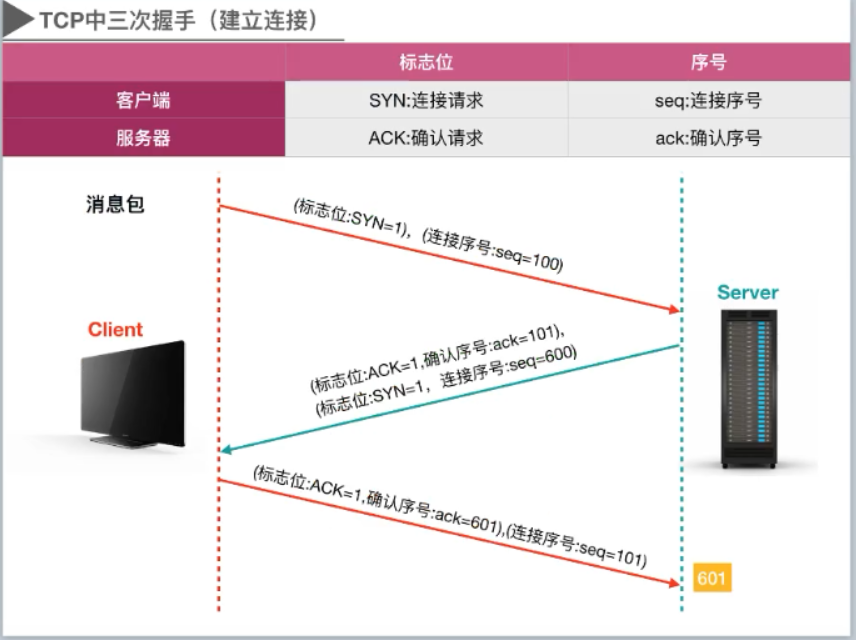 TCP中三次握手（建立连接）
标志位 序号
客户端 SYN:连接请求 seq:连接序号
服务器 ACK:确认请求 ack:确认序号
消息包
(标志位:SYN=1)，(连接序号:seq=100)
Server
Client
(标志位:ACK=1,确认序号:ack=101),
(标志位:SYN=1，连接序号:seq=600)
(标志位:ACK=1,确认序号:ack=601),(连接序号:seq=101)
601